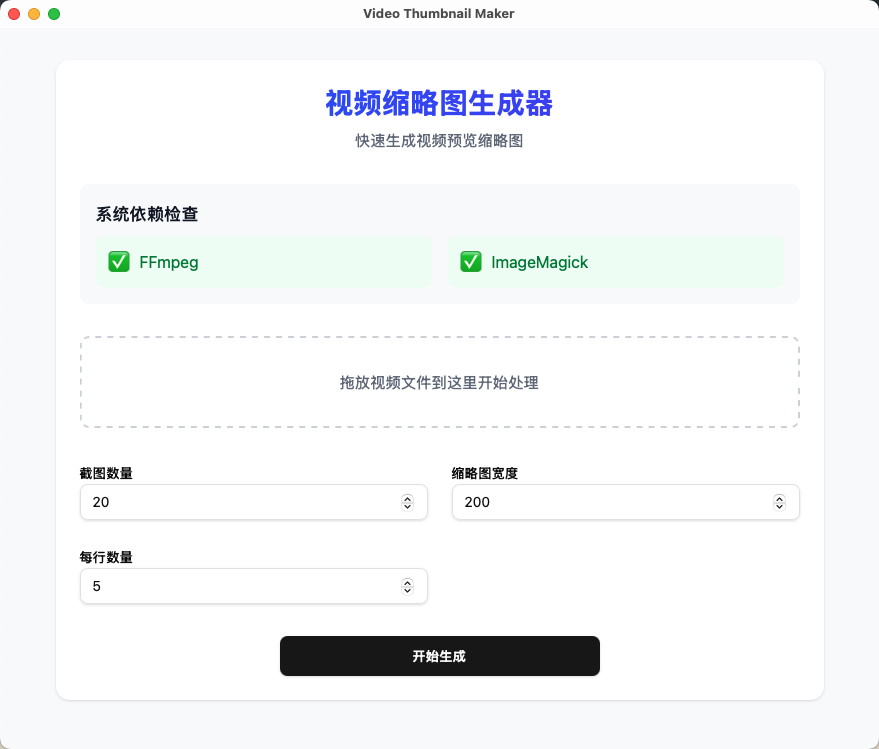 Video Thumbnail Maker
视频缩略图生成器
快速生成视频预览缩略图
系统依赖检查
✅ FFmpeg
✅ ImageMagick
拖放视频文件到这里开始处理
截图数量
20
缩略图宽度
200
每行数量
5
开始生成